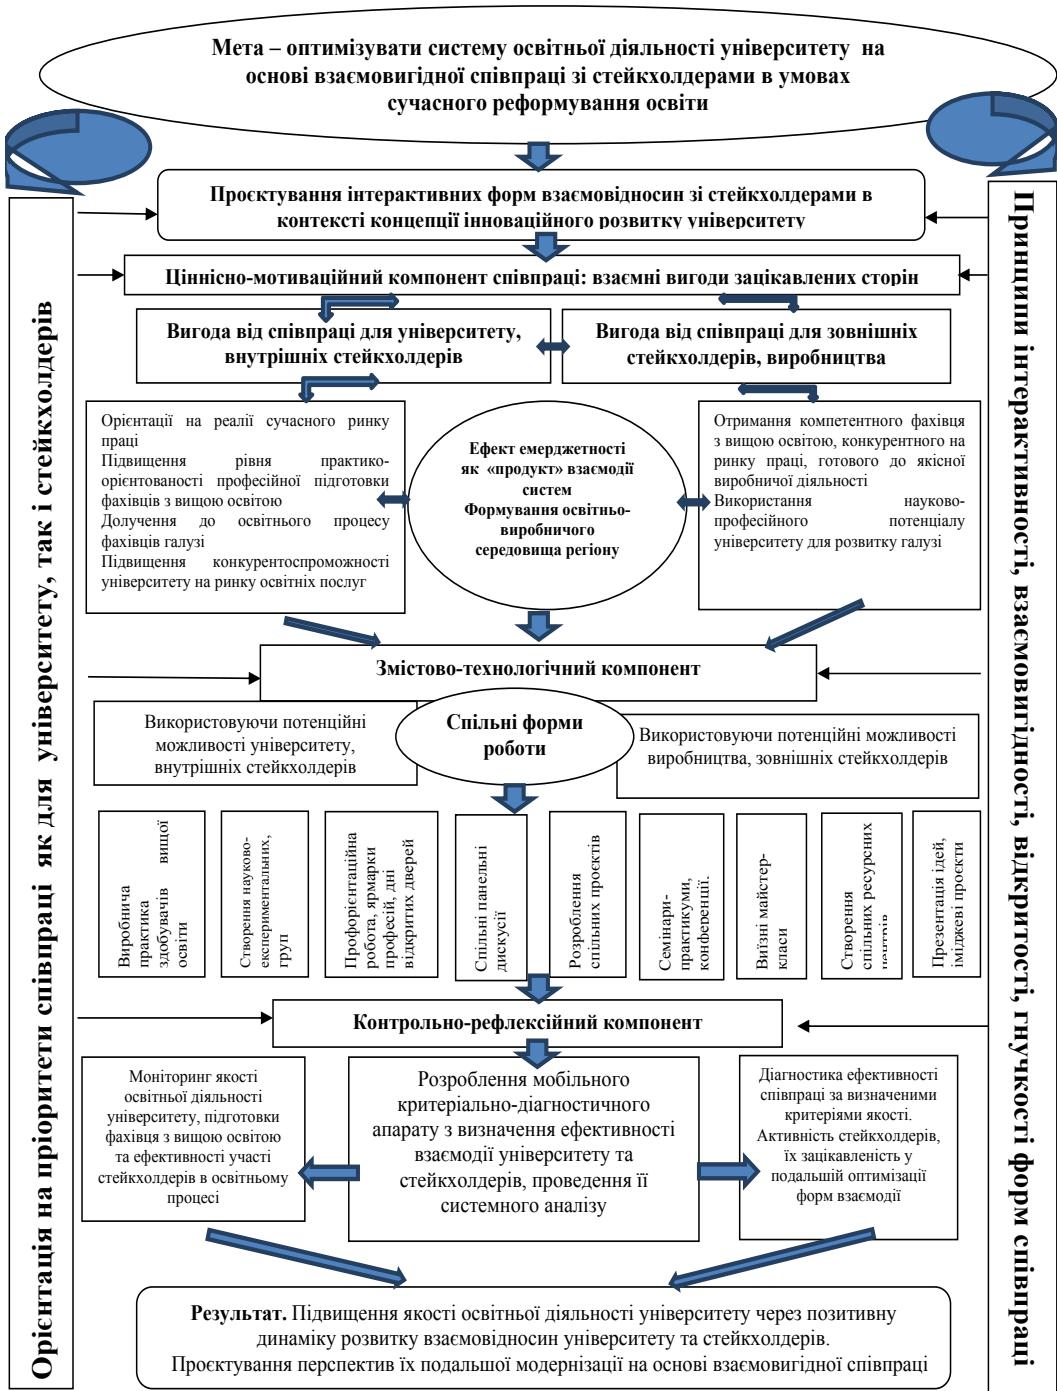 Мета – оптимізувати систему освітньої діяльності університету на
основі взаємовигідної співпраці зі стейкхолдерами в умовах
сучасного реформування освіти
Орієнтація на пріоритети співпраці як для університету, так і стейкхолдерів
Принципи інтерактивності, взаємовигідності, відкритості, гнучкості форм співпраці
Проєктування інтерактивних форм взаємовідносин зі стейкхолдерами в
контексті концепції інноваційного розвитку університету
Ціннісно-мотиваційний компонент співпраці: взаємні вигоди зацікавлених сторін
Вигода від співпраці для університету,
внутрішніх стейкхолдерів
Вигода від співпраці для зовнішніх
стейкхолдерів, виробництва
Орієнтації на реалії сучасного ринку
праці
Підвищення рівня практико-
орієнтованості професійної підготовки
фахівців з вищою освітою
Долучення до освітнього процесу
фахівців галузі
Підвищення конкурентоспроможності
університету на ринку освітніх послуг
Ефект емерджетності
як «продукт» взаємодії
систем
Формування освітньо-
виробничого
середовища регіону
Отримання компетентного фахівця
з вищою освітою, конкурентного на
ринку праці, готового до якісної
виробничої діяльності
Використання науково-
професійного потенціалу
університету для розвитку галузі
Змістово-технологічний компонент
Спільні форми
роботи
Використовуючи потенційні
можливості університету,
внутрішніх стейкхолдерів
Використовуючи потенційні можливості
виробництва, зовнішніх стейкхолдерів
Виробнича
практика
здобувачів вищої
освіти
Створення науково-
експериментальних,
груп
Профорієнтаційна
робота, ярмарки
професій, дні
відкритих дверей
Спільні панельні
дискусії
Розроблення
спільних проєктів
Семінари-
практикуми,
конференції.
Виїзні майстер-
класи
Створення
спільних ресурсних
центрів
Презентація ідей,
іміджеві проєкти
Контрольно-рефлексійний компонент
Моніторинг якості
освітньої діяльності
університету, підготовки
фахівця з вищою освітою
та ефективності участі
стейкхолдерів в освітньому
процесі
Розроблення мобільного
критеріально-діагностичного
апарату з визначення ефективності
взаємодії університету та
стейкхолдерів, проведення її
системного аналізу
Діагностика ефективності
співпраці за визначеними
критеріями якості.
Активність стейкхолдерів,
їх зацікавленість у
подальшій оптимізації
форм взаємодії
Результат. Підвищення якості освітньої діяльності університету через позитивну
динаміку розвитку взаємовідносин університету та стейкхолдерів.
Проєктування перспектив їх подальшої модернізації на основі взаємовигідної співпраці